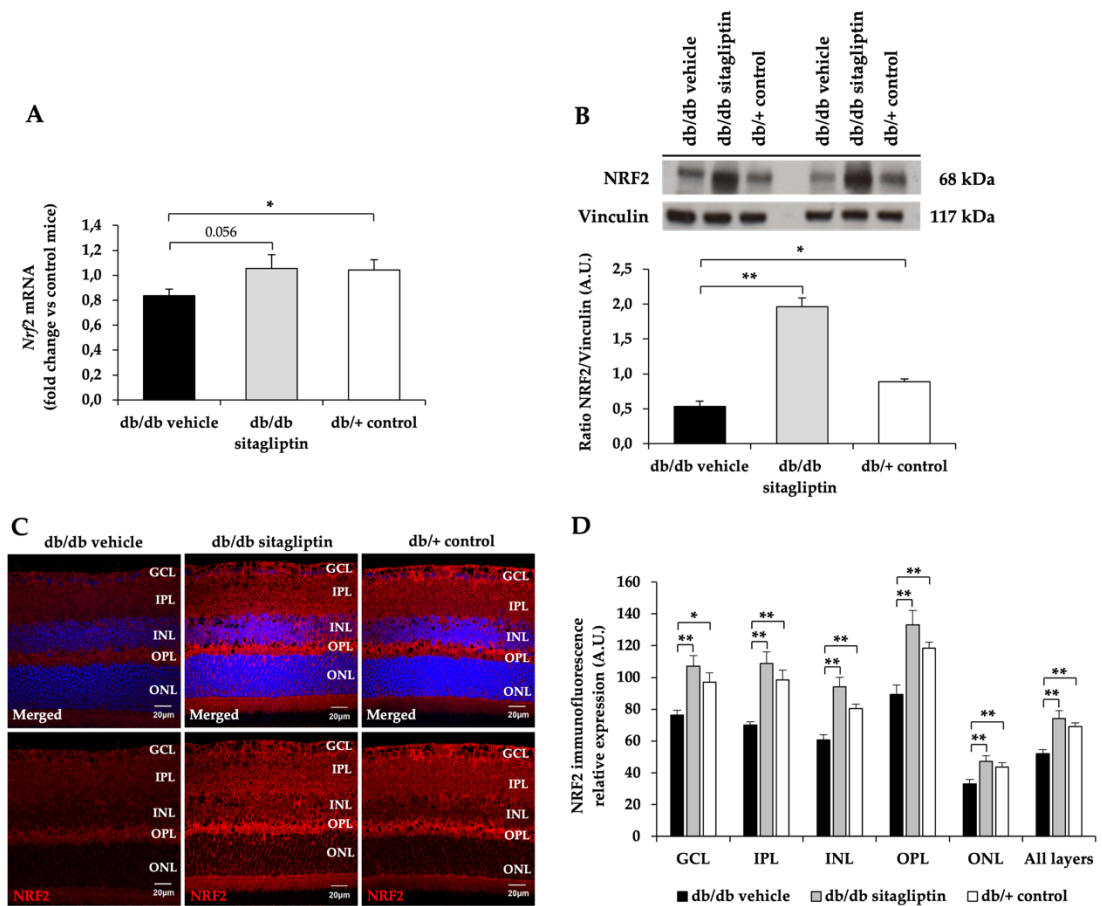 A
*
0.056
1,4
1,2
1,0
0,8
0,6
0,4
0,2
0,0
Nrf2 mRNA
(fold change vs control mice)
db/db vehicle
db/db
sitagliptin
db/+ control
B
db/db vehicle
db/db sitagliptin
db/+ control
db/db vehicle
db/db sitagliptin
db/+ control
NRF2
68 kDa
Vinculin
117 kDa
*
**
2,5
2,0
1,5
1,0
0,5
0,0
Ratio NRF2/Vinculin (A.U.)
db/db vehicle
db/db
sitagliptin
db/+ control
C
db/db vehicle
db/db sitagliptin
db/+ control
GCL
IPL
INL
OPL
ONL
Merged
20µm
GCL
IPL
INL
OPL
ONL
Merged
20µm
GCL
IPL
INL
OPL
ONL
Merged
20µm
GCL
IPL
INL
OPL
ONL
NRF2
20µm
GCL
IPL
INL
OPL
ONL
NRF2
20µm
GCL
IPL
INL
OPL
ONL
NRF2
20µm
D
160
140
120
100
80
60
40
20
0
NRF2 immunofluorescence
relative expression (A.U.)
*
**
**
**
**
**
**
**
**
**
**
**
GCL
IPL
INL
OPL
ONL
All layers
db/db vehicle
db/db sitagliptin
db/+ control